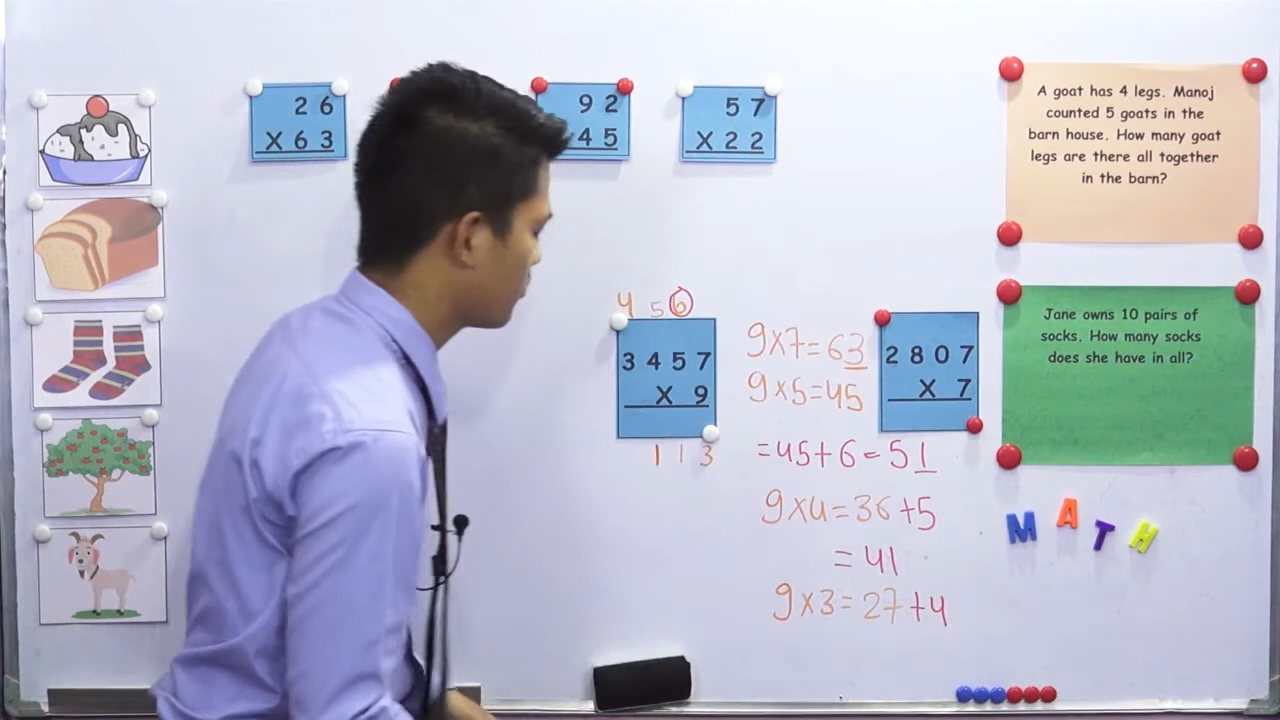 2 6
X 6 3
9 2
4 5
5 7
X 2 2
A goat has 4 legs. Manoj
counted 5 goats in the
barn house. How many goat
legs are there all together
in the barn?
4 5 6
3 4 5 7
X 9
1 1 3
9x7=63
9x5=45
=45+6=51
9x4=36+5
=41
9x3=27+4
2 8 0 7
X 7
Jane owns 10 pairs of
socks. How many socks
does she have in all?
MATH